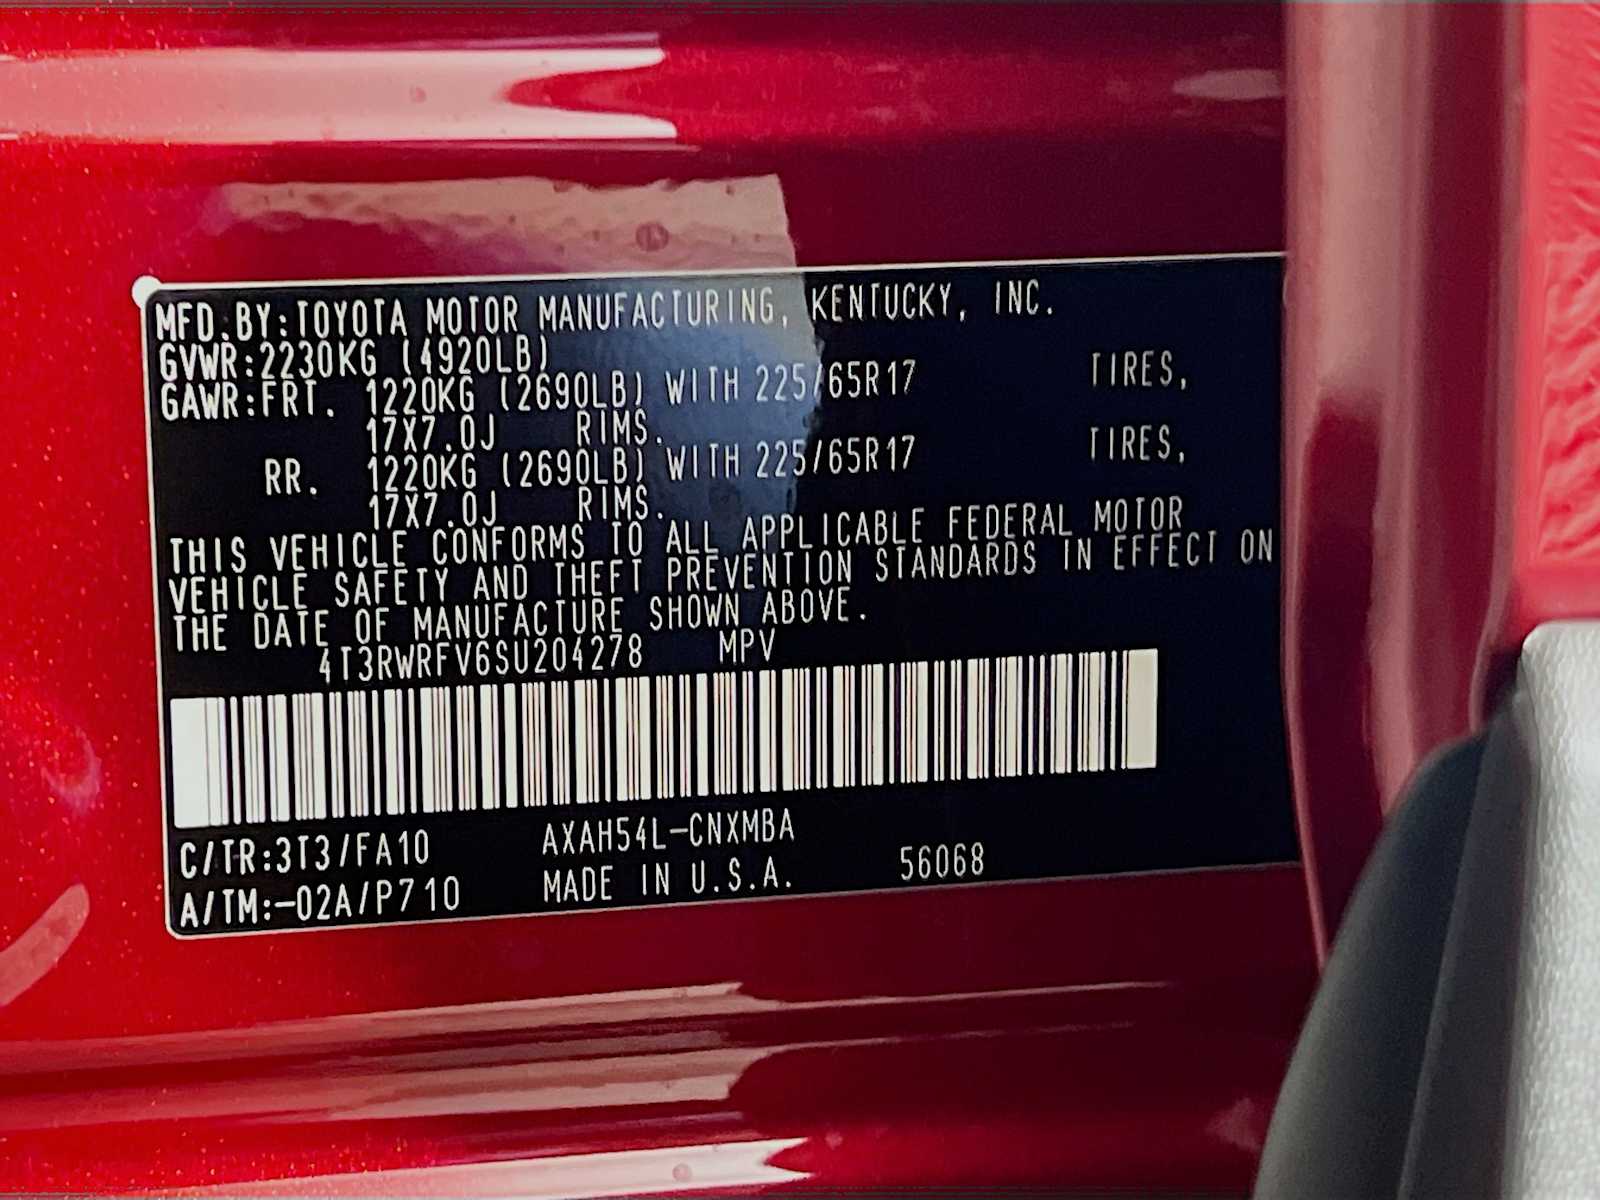 MFD.BY:TOYOTA MOTOR MANUFACTURING, KENTUCKY, INC.
GVWR:2230KG (4920LB)
GAWR:FRT. 1220KG (2690LB) WITH 225/65R17 TIRES,
17X7.0J RIMS.
RR. 1220KG (2690LB) WITH 225/65R17 TIRES,
17X7.0J RIMS.
THIS VEHICLE CONFORMS TO ALL APPLICABLE FEDERAL MOTOR
VEHICLE SAFETY AND THEFT PREVENTION STANDARDS IN EFFECT ON
THE DATE OF MANUFACTURE SHOWN ABOVE.
4T3RWRFV6SU204278 MPV
C/TR:3T3/FA10 AXAH54L-CNXMBA
A/TM:-02A/P710 MADE IN U.S.A. 56068